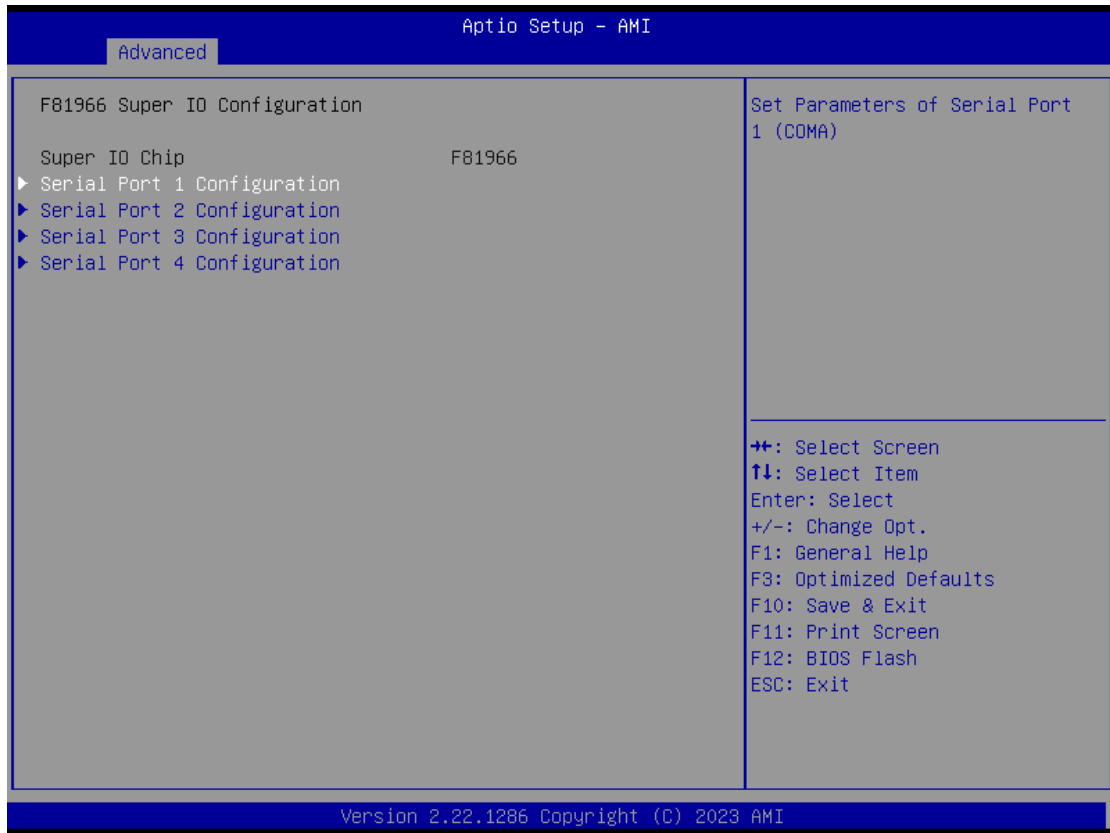 Aptio Setup – AMI
Advanced
F81966 Super IO Configuration
Super IO Chip F81966
Serial Port 1 Configuration
Serial Port 2 Configuration
Serial Port 3 Configuration
Serial Port 4 Configuration
Set Parameters of Serial Port
1 (COMA)
→←: Select Screen
↑↓: Select Item
Enter: Select
+/-: Change Opt.
F1: General Help
F3: Optimized Defaults
F10: Save & Exit
F11: Print Screen
F12: BIOS Flash
ESC: Exit
Version 2.22.1286 Copyright (C) 2023 AMI